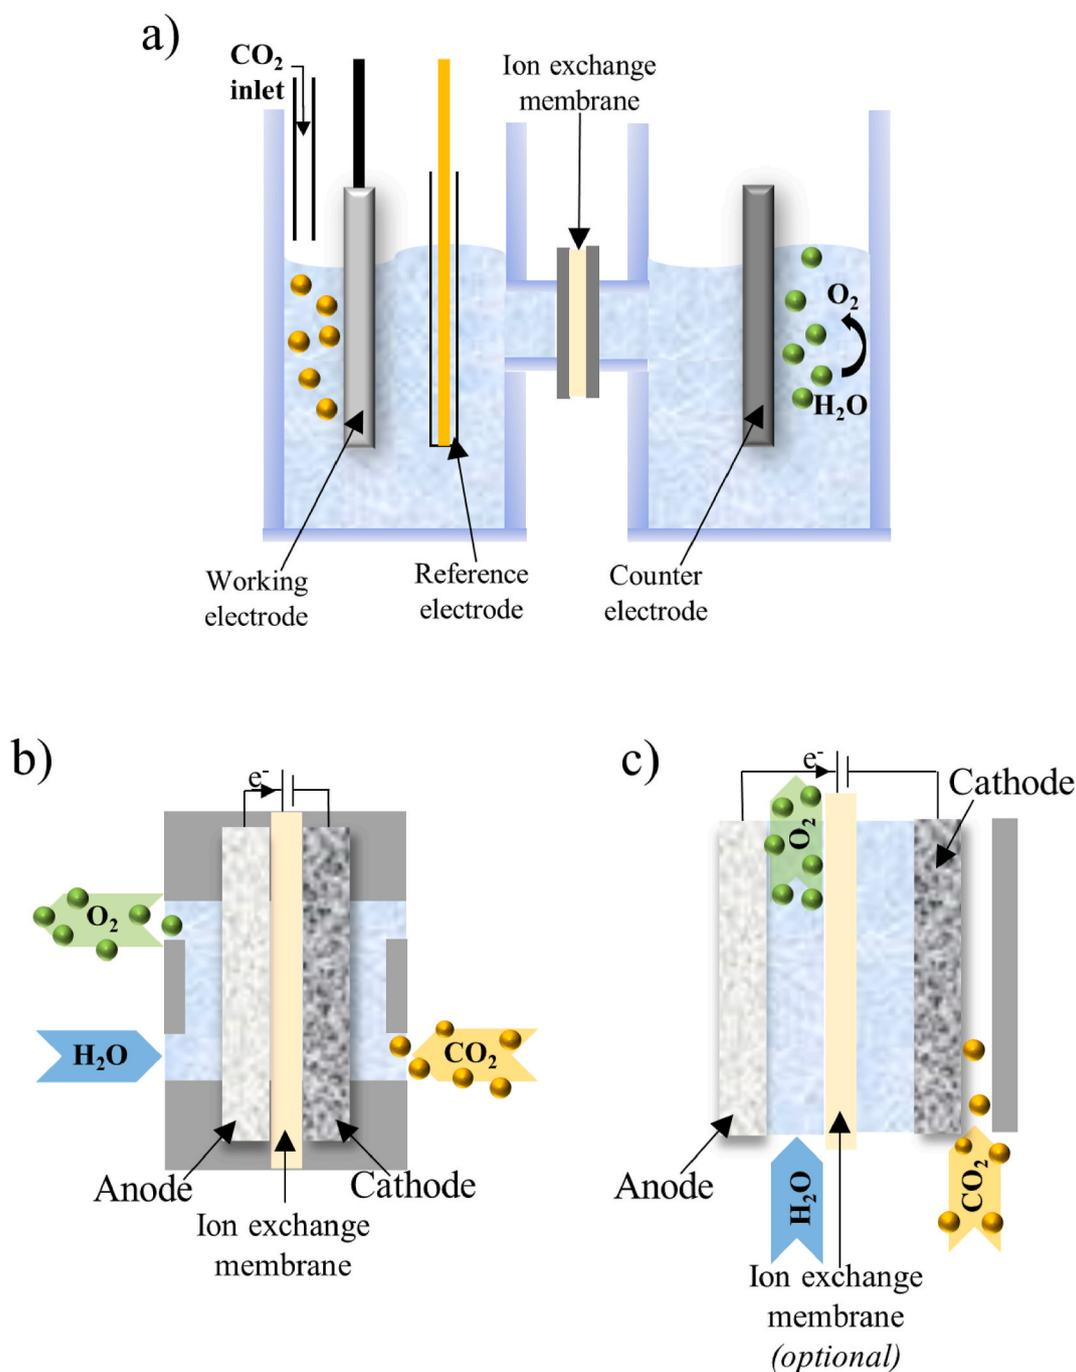 a)
CO₂
inlet
Ion exchange
membrane
O₂
H₂O
Working
electrode
Reference
electrode
Counter
electrode
b)
e⁻
O₂
H₂O
CO₂
Anode
Cathode
Ion exchange
membrane
c)
e⁻
Cathode
O₂
Anode
H₂O
CO₂
Ion exchange
membrane
(optional)